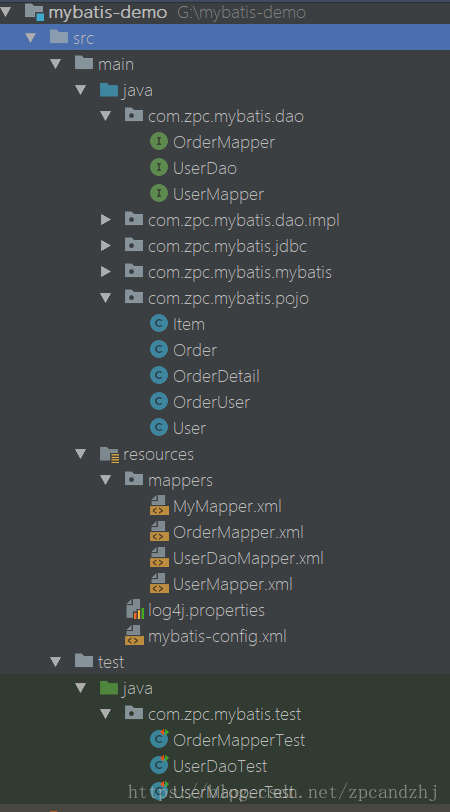 mybatis-demo G:\mybatis-demo
src
main
java
com.zpc.mybatis.dao
OrderMapper
UserDao
UserMapper
com.zpc.mybatis.dao.impl
com.zpc.mybatis.jdbc
com.zpc.mybatis.mybatis
com.zpc.mybatis.pojo
Item
Order
OrderDetail
OrderUser
User
resources
mappers
MyMapper.xml
OrderMapper.xml
UserDaoMapper.xml
UserMapper.xml
log4j.properties
mybatis-config.xml
test
java
com.zpc.mybatis.test
OrderMapperTest
UserDaoTest
UserMapperTest
https://blog.csdn.net/zpcandzhj